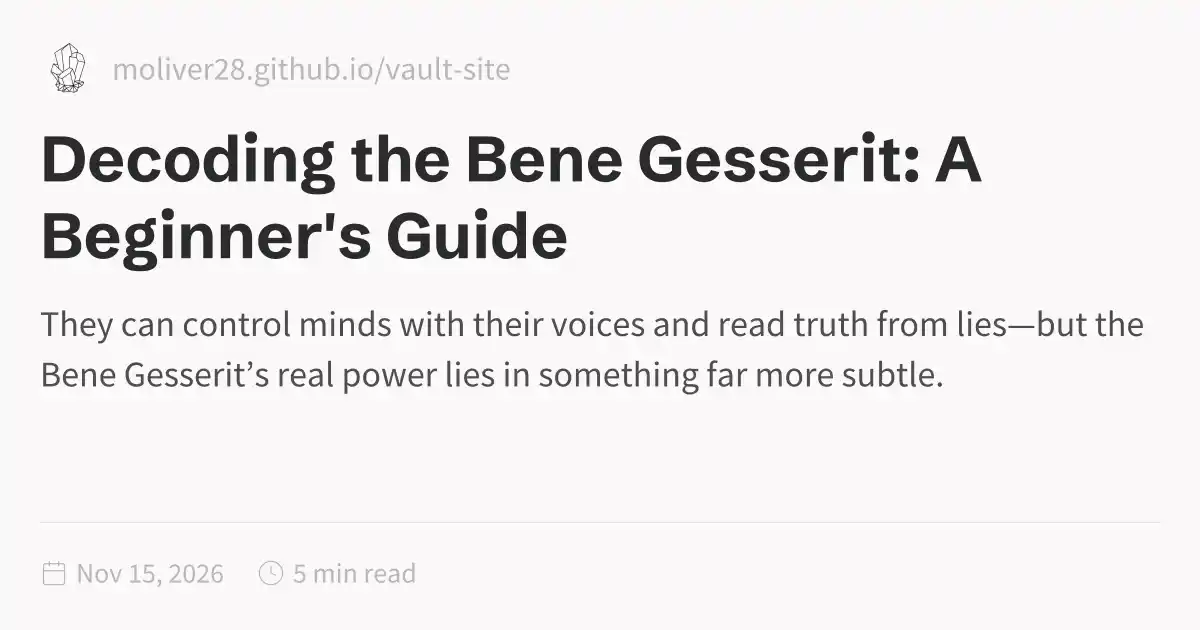 moliver28.github.io/vault-site
Decoding the Bene Gesserit: A
Beginner's Guide
They can control minds with their voices and read truth from lies—but the
Bene Gesserit’s real power lies in something far more subtle.
Nov 15, 2026 5 min read